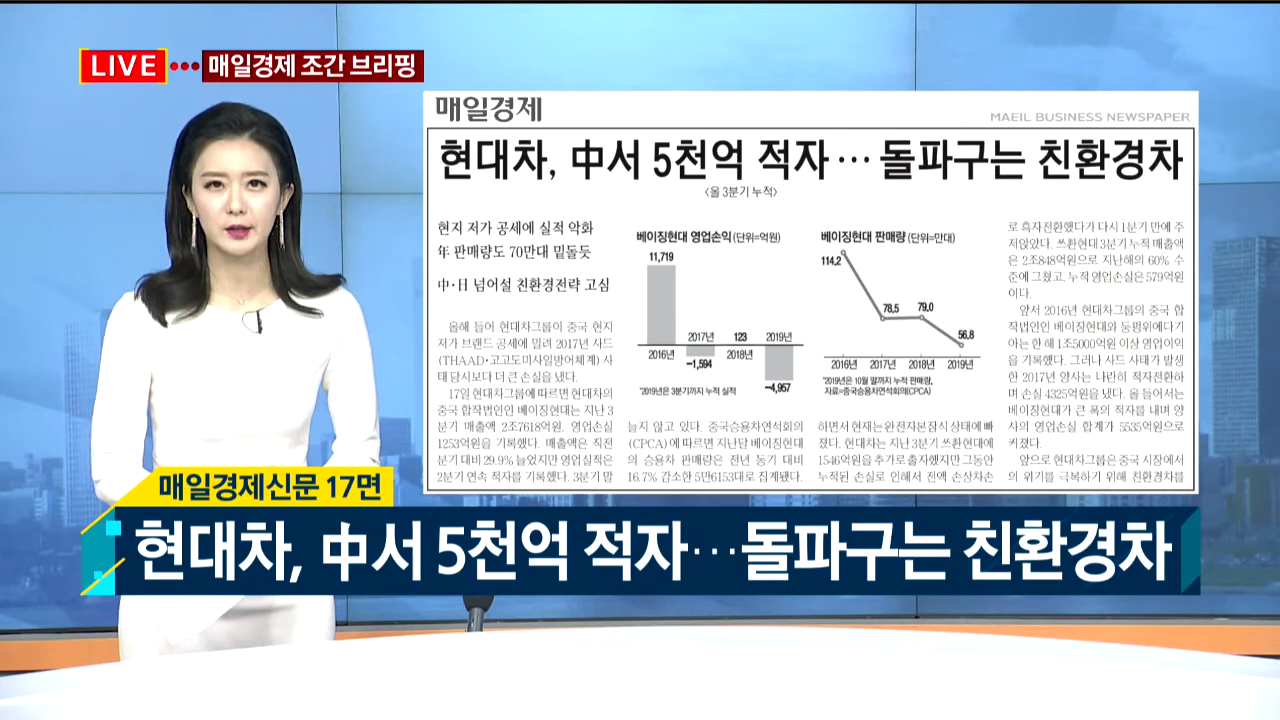 LIVE
매일경제 조간 브리핑
매일경제
MAEIL BUSINESS NEWSPAPER
현대차, 中서 5천억 적자… 돌파구는 친환경차
<올 3분기 누적>
현지 저가 공세에 실적 악화
年 판매량도 70만대 밑돌듯
中·日 넘어설 친환경전략 고심
올해 들어 현대차그룹이 중국 현지
저가 브랜드 공세에 밀려 2017년 사드
(THAAD·고고도미사일방어체계) 사
태 당시보다 더 큰 손실을 냈다.
17일 현대차그룹에 따르면 현대차의
중국 합작법인인 베이징현대는 지난 3
분기 매출액 2조7618억원, 영업손실
1253억원을 기록했다. 매출액은 직전
분기 대비 29.9% 늘었지만 영업실적은
2분기 연속 적자를 기록했다. 3분기 말
베이징현대 영업손익 (단위=억원)
11,719
2017년
123
2019년
2016년
-1,594
2018년
-4,957
*2019년은 3분기까지 누적 실적
베이징현대 판매량 (단위=만대)
114.2
78.5
79.0
56.8
2016년 2017년 2018년 2019년
*2019년은 10월 말까지 누적 판매량,
자료=중국승용차연석회의(CPCA)
들지 않고 있다. 중국승용차연석회의
(CPCA)에 따르면 지난달 베이징현대
의 승용차 판매량은 전년 동기 대비
16.7% 감소한 5만6153대로 집계됐다.
하면서 현재는 완전자본잠식 상태에 빠
졌다. 현대차는 지난 3분기 쓰촨현대에
1546억원을 추가로 출자했지만 그동안
누적된 손실로 인해서 전액 손상차손
로 흑자전환했다가 다시 1분기 만에 주
저앉았다. 쓰촨현대 3분기 누적 매출액
은 2조848억원으로 지난해의 60% 수
준에 그쳤고, 누적 영업손실은 579억원
이다.
앞서 2016년 현대차그룹의 중국 합
작법인인 베이징현대와 둥펑위에다기
아는 한 해 1조5000억원 이상 영업이익
을 기록했다. 그러나 사드 사태가 발생
한 2017년 양사는 나란히 적자전환하
며 손실 4325억원을 냈다. 올 들어서는
베이징현대가 큰 폭의 적자를 내며 양
사의 영업손실 합계가 5535억원으로
커졌다.
앞으로 현대차그룹은 중국 시장에서
의 위기를 극복하기 위해 친환경차를
매일경제신문 17면
현대차, 中서 5천억 적자…돌파구는 친환경차